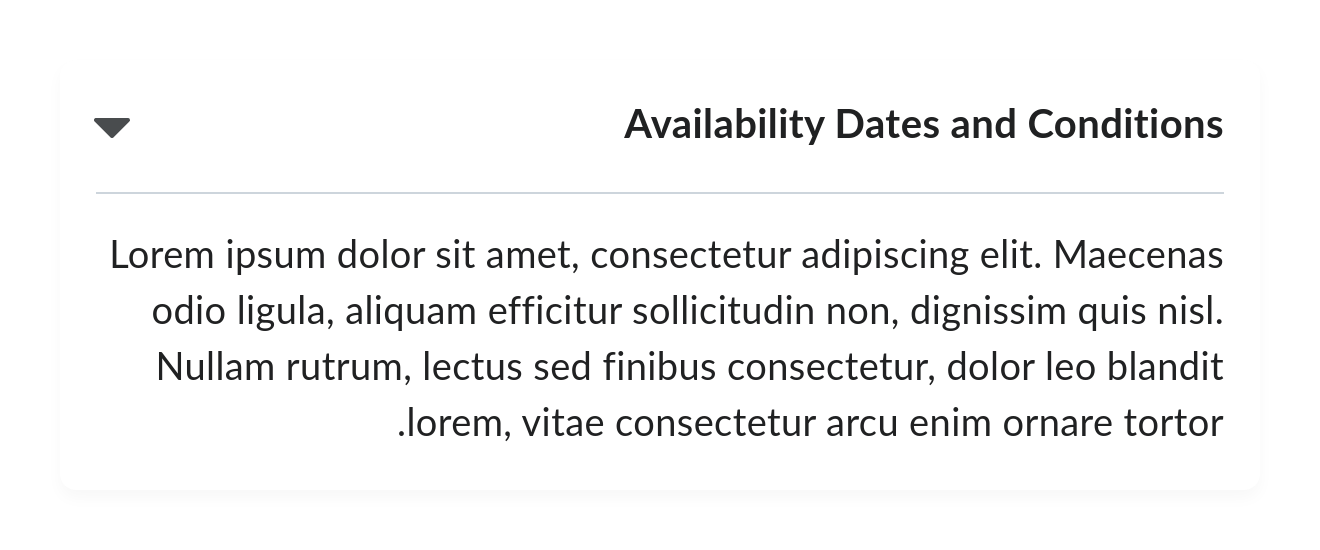 Availability Dates and Conditions
Lorem ipsum dolor sit amet, consectetur adipiscing elit. Maecenas
odio ligula, aliquam efficitur sollicitudin non, dignissim quis nisl.
Nullam rutrum, lectus sed finibus consectetur, dolor leo blandit
.lorem, vitae consectetur arcu enim ornare tortor